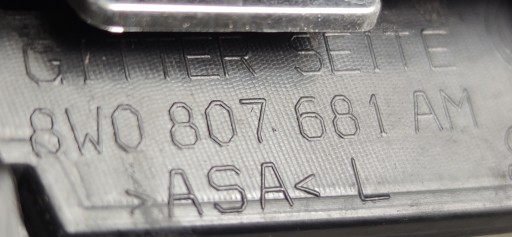 GITTER SEITE
8W0 807 681 AM
>ASA< L